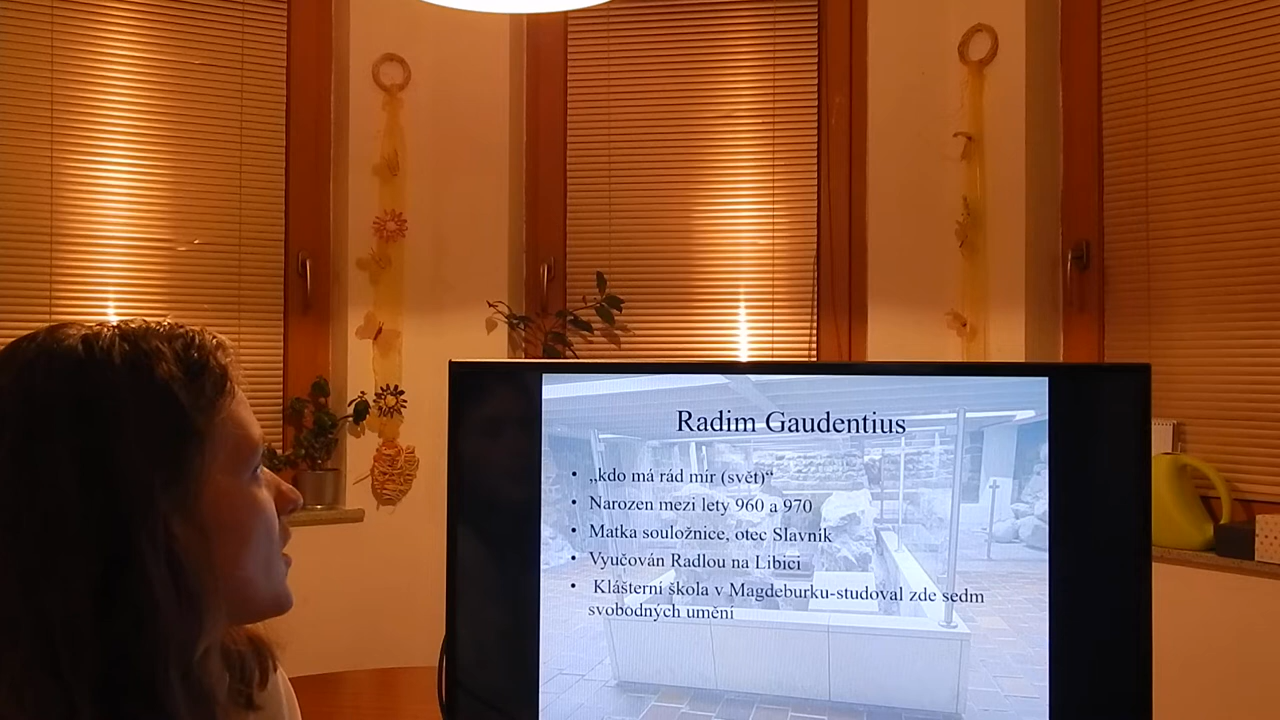 Radim Gaudentius
• „kdo má rád mír (svět)“
• Narozen mezi lety 960 a 970
• Matka souložnice, otec Slavník
• Vyučován Radlou na Libici
• Klášterní škola v Magdeburku-studoval zde sedm
svobodných umění